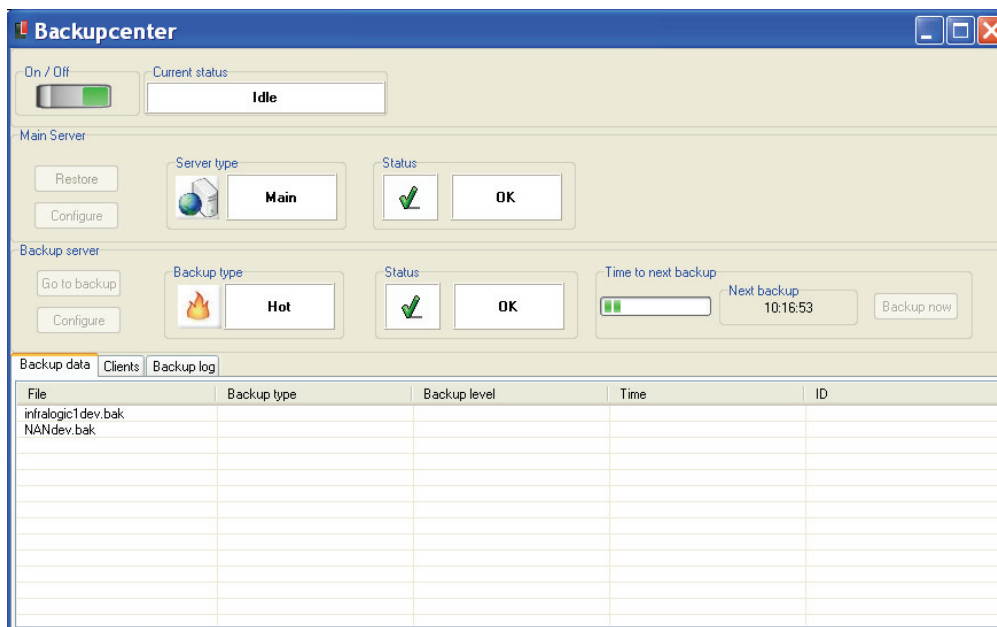 Backupcenter
On / Off
Current status
Idle
Main Server
Restore
Configure
Server type
Main
Status
OK
Backup server
Go to backup
Configure
Backup type
Hot
Status
OK
Time to next backup
Next backup
10:16:53
Backup now
Backup data Clients Backup log
File Backup type Backup level Time ID
infralogic1dev.bak
NANdev.bak